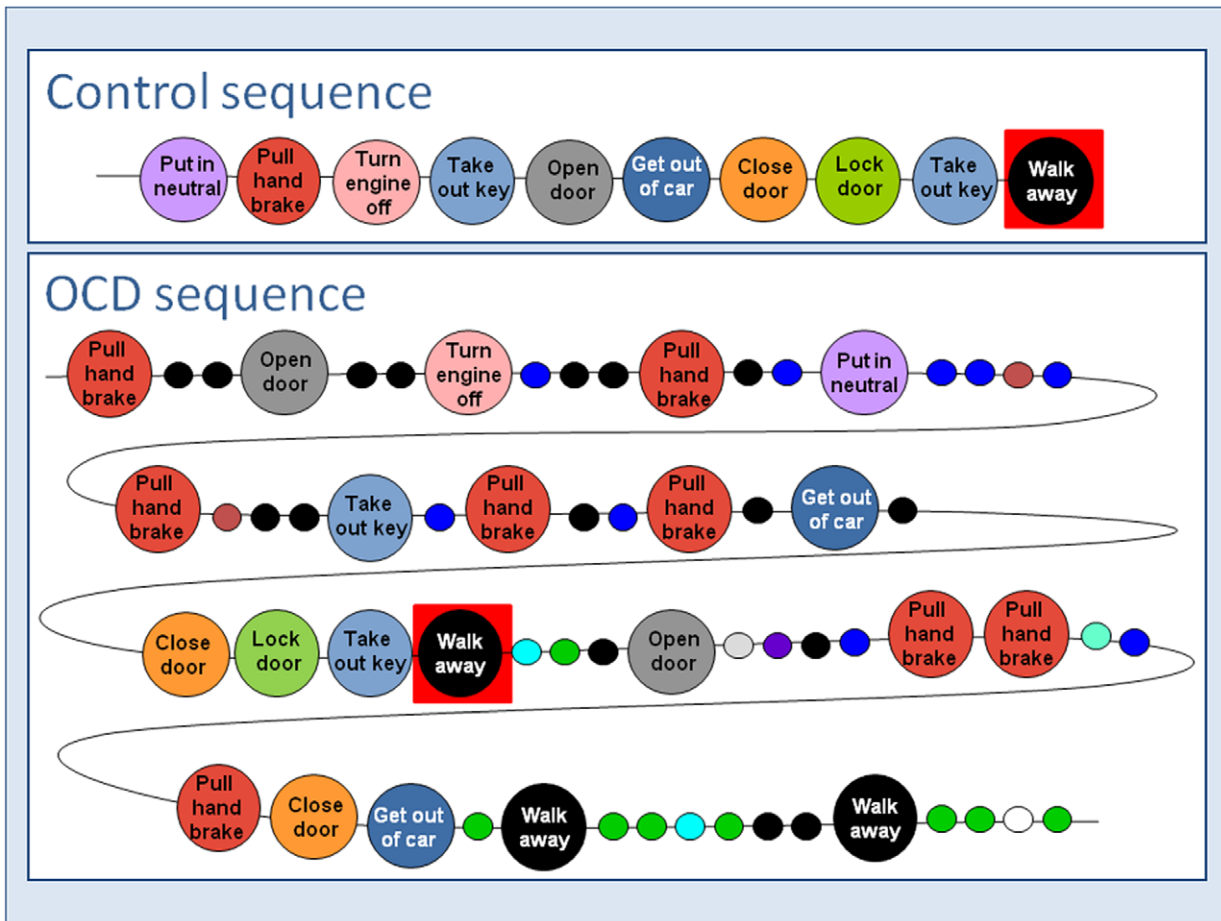 Control sequence
Put in
neutral
Pull
hand
brake
Turn
engine
off
Take
out key
Open
door
Get out
of car
Close
door
Lock
door
Take
out key
Walk
away
OCD sequence
Pull
hand
brake
Open
door
Turn
engine
off
Pull
hand
brake
Put in
neutral
Pull
hand
brake
Take
out key
Pull
hand
brake
Pull
hand
brake
Get out
of car
Close
door
Lock
door
Take
out key
Walk
away
Open
door
Pull
hand
brake
Pull
hand
brake
Pull
hand
brake
Close
door
Get out
of car
Walk
away
Walk
away